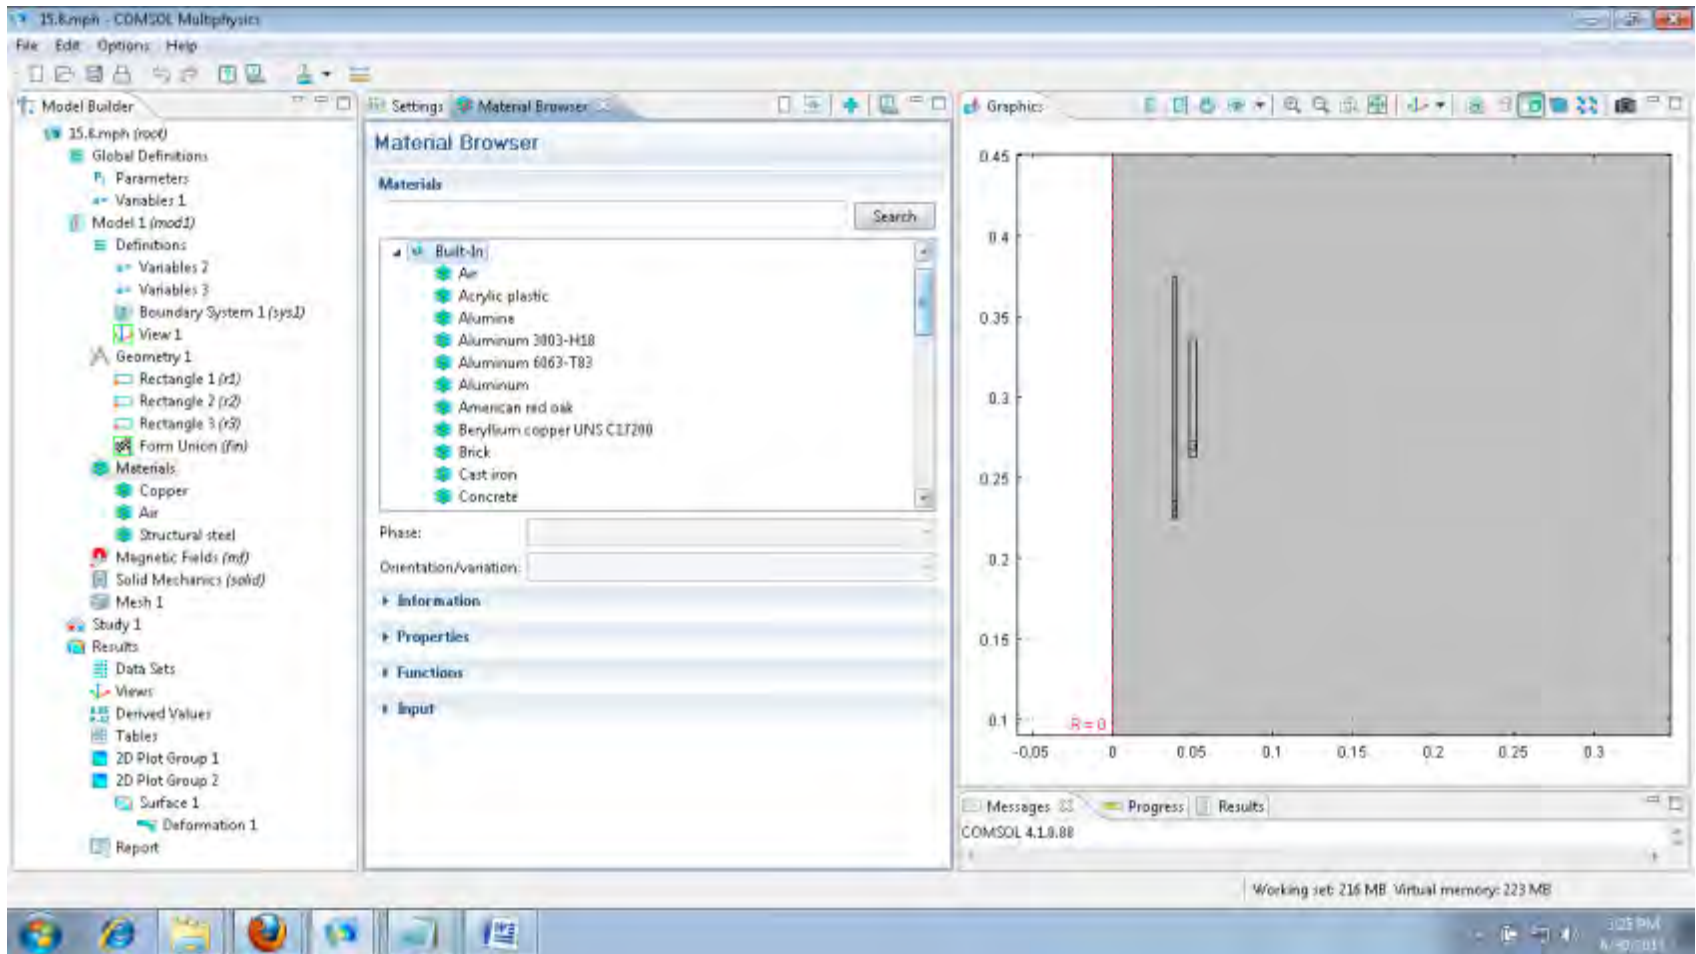 15.8.mph - COMSOL Multiphysics
File Edit Options Help
Model Builder
15.8.mph (root)
Global Definitions
Parameters
Variables 1
Model 1 (mod1)
Definitions
Variables 2
Variables 3
Boundary System 1 (sys1)
View 1
Geometry 1
Rectangle 1 (r1)
Rectangle 2 (r2)
Rectangle 3 (r3)
Form Union (fin)
Materials
Copper
Air
Structural steel
Magnetic Fields (mf)
Solid Mechanics (solid)
Mesh 1
Study 1
Results
Data Sets
Views
Derived Values
Tables
2D Plot Group 1
2D Plot Group 2
Surface 1
Deformation 1
Report
Settings Material Browser
Material Browser
Materials
Search
Built-In
Air
Acrylic plastic
Alumina
Aluminum 3003-H18
Aluminum 6063-T83
Aluminum
American red oak
Beryllium copper UNS C17200
Brick
Cast iron
Concrete
Phase:
Orientation/variation:
Information
Properties
Functions
Input
Graphics
0.45
0.4
0.35
0.3
0.25
0.2
0.15
0.1
R=0
-0.05 0 0.05 0.1 0.15 0.2 0.25 0.3
Messages Progress Results
COMSOL 4.1.0.88
Working set: 216 MB Virtual memory: 223 MB
3:25 PM